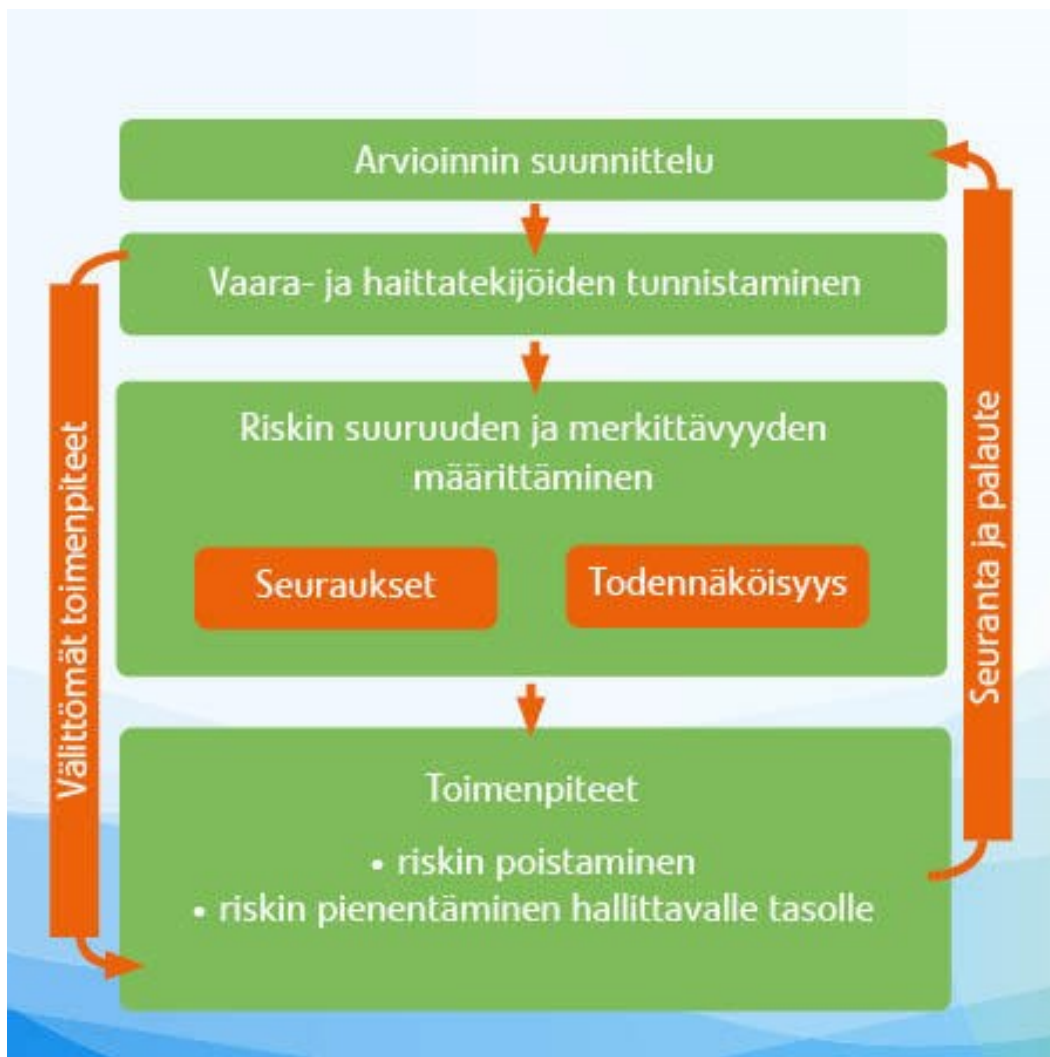 Arvioinnin suunnittelu
Vaara- ja haittatekijöiden tunnistaminen
Riskin suuruuden ja merkittävyyden
määrittäminen
Seuraukset
Todennäköisyys
Toimenpiteet
• riskin poistaminen
• riskin pienentäminen hallittavalle tasolle
Välittömät toimenpiteet
Seuranta ja palaute